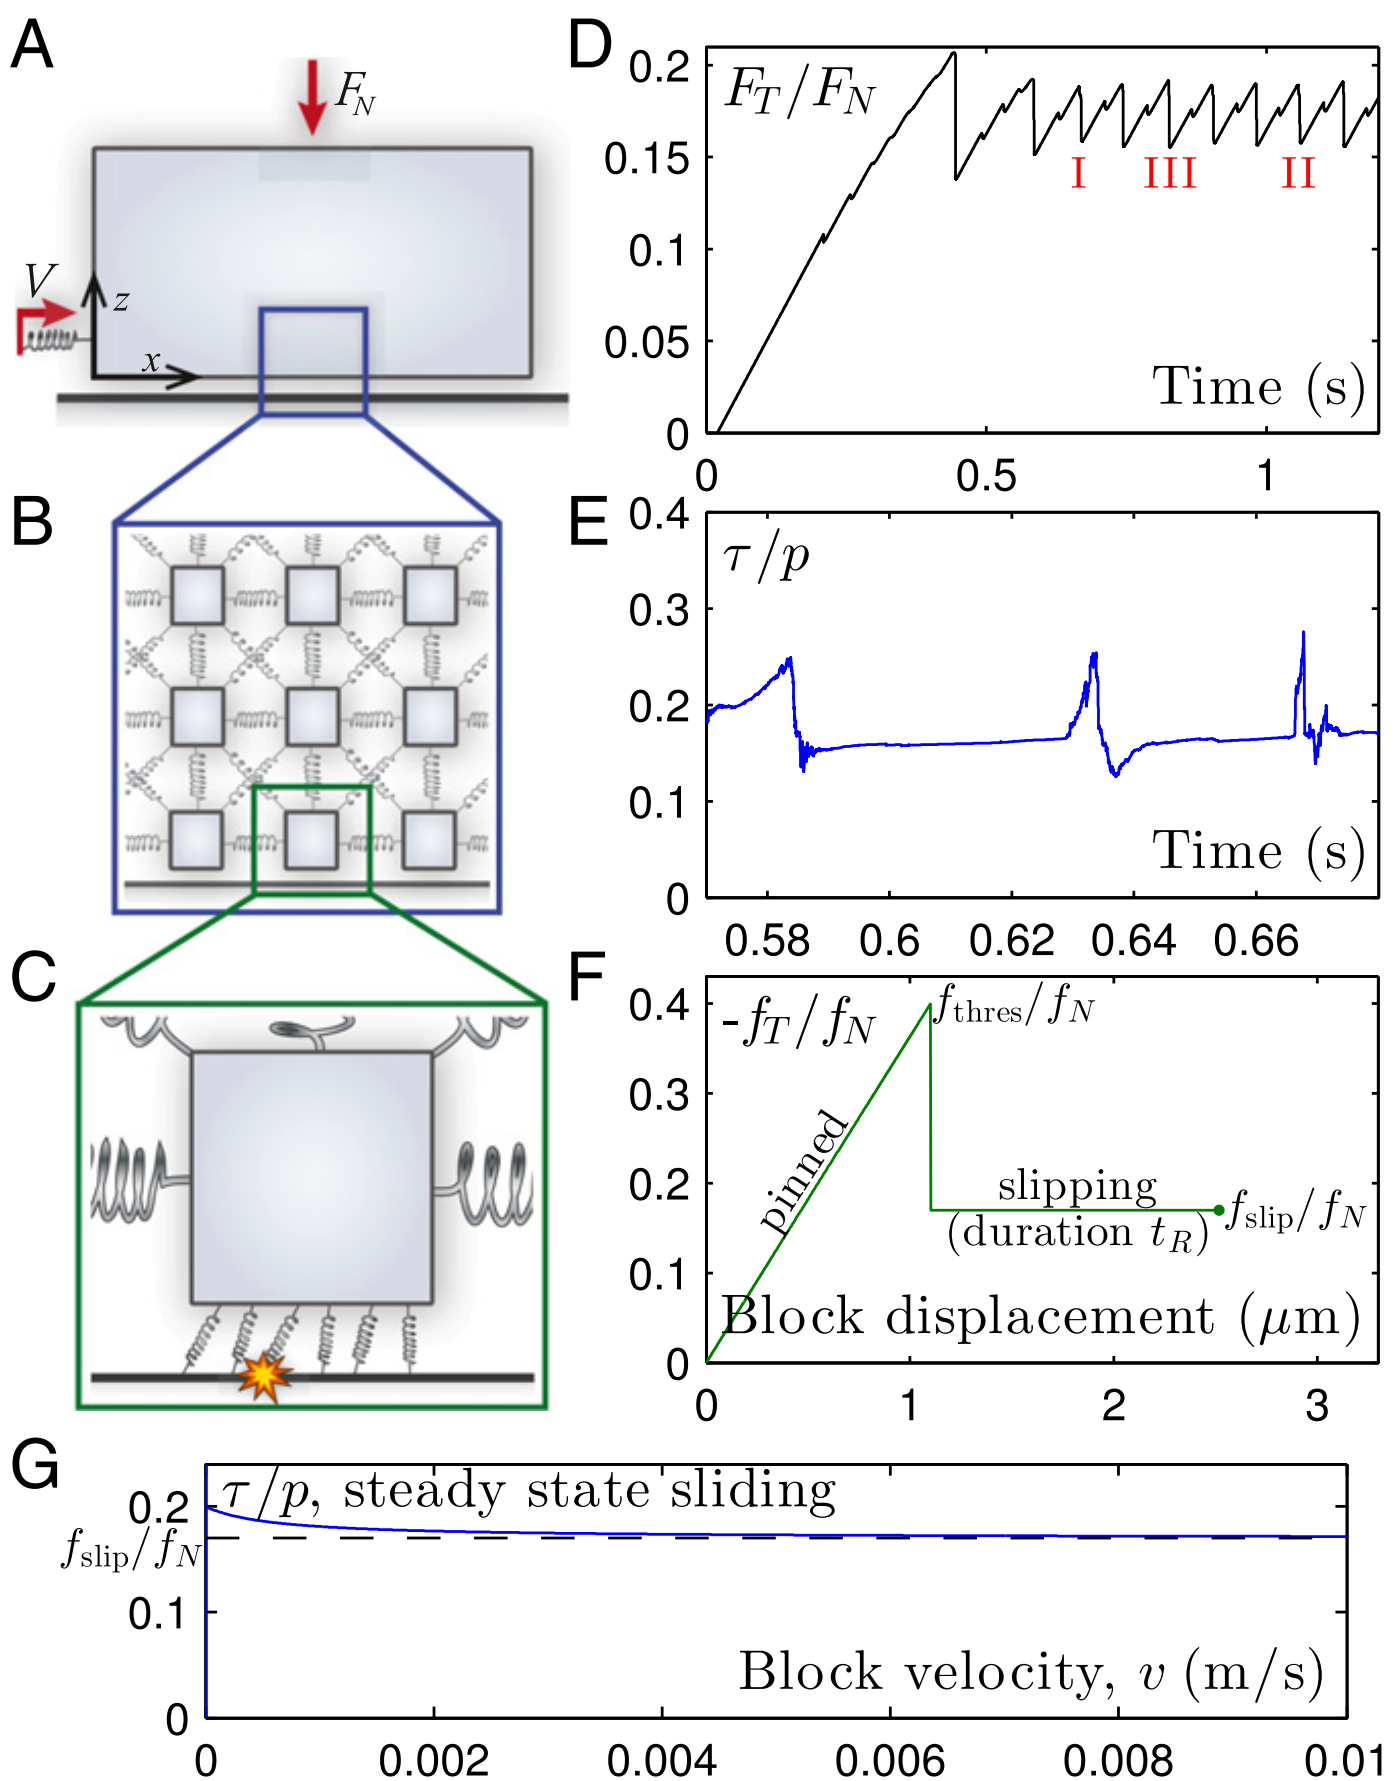 A
F_N
V
z
x
B
C
D
F_T/F_N
0.2
0.15
0.1
0.05
0
I
III
II
Time (s)
0
0.5
1
E
τ/p
0.4
0.3
0.2
0.1
0
Time (s)
0.58
0.6
0.62
0.64
0.66
F
-f_T/f_N
f_thres/f_N
0.4
0.3
0.2
0.1
0
pinned
slipping
(duration t_R)
f_slip/f_N
Block displacement (μm)
0
1
2
3
G
τ/p, steady state sliding
0.2
f_slip/f_N
0.1
0
Block velocity, v (m/s)
0
0.002
0.004
0.006
0.008
0.01